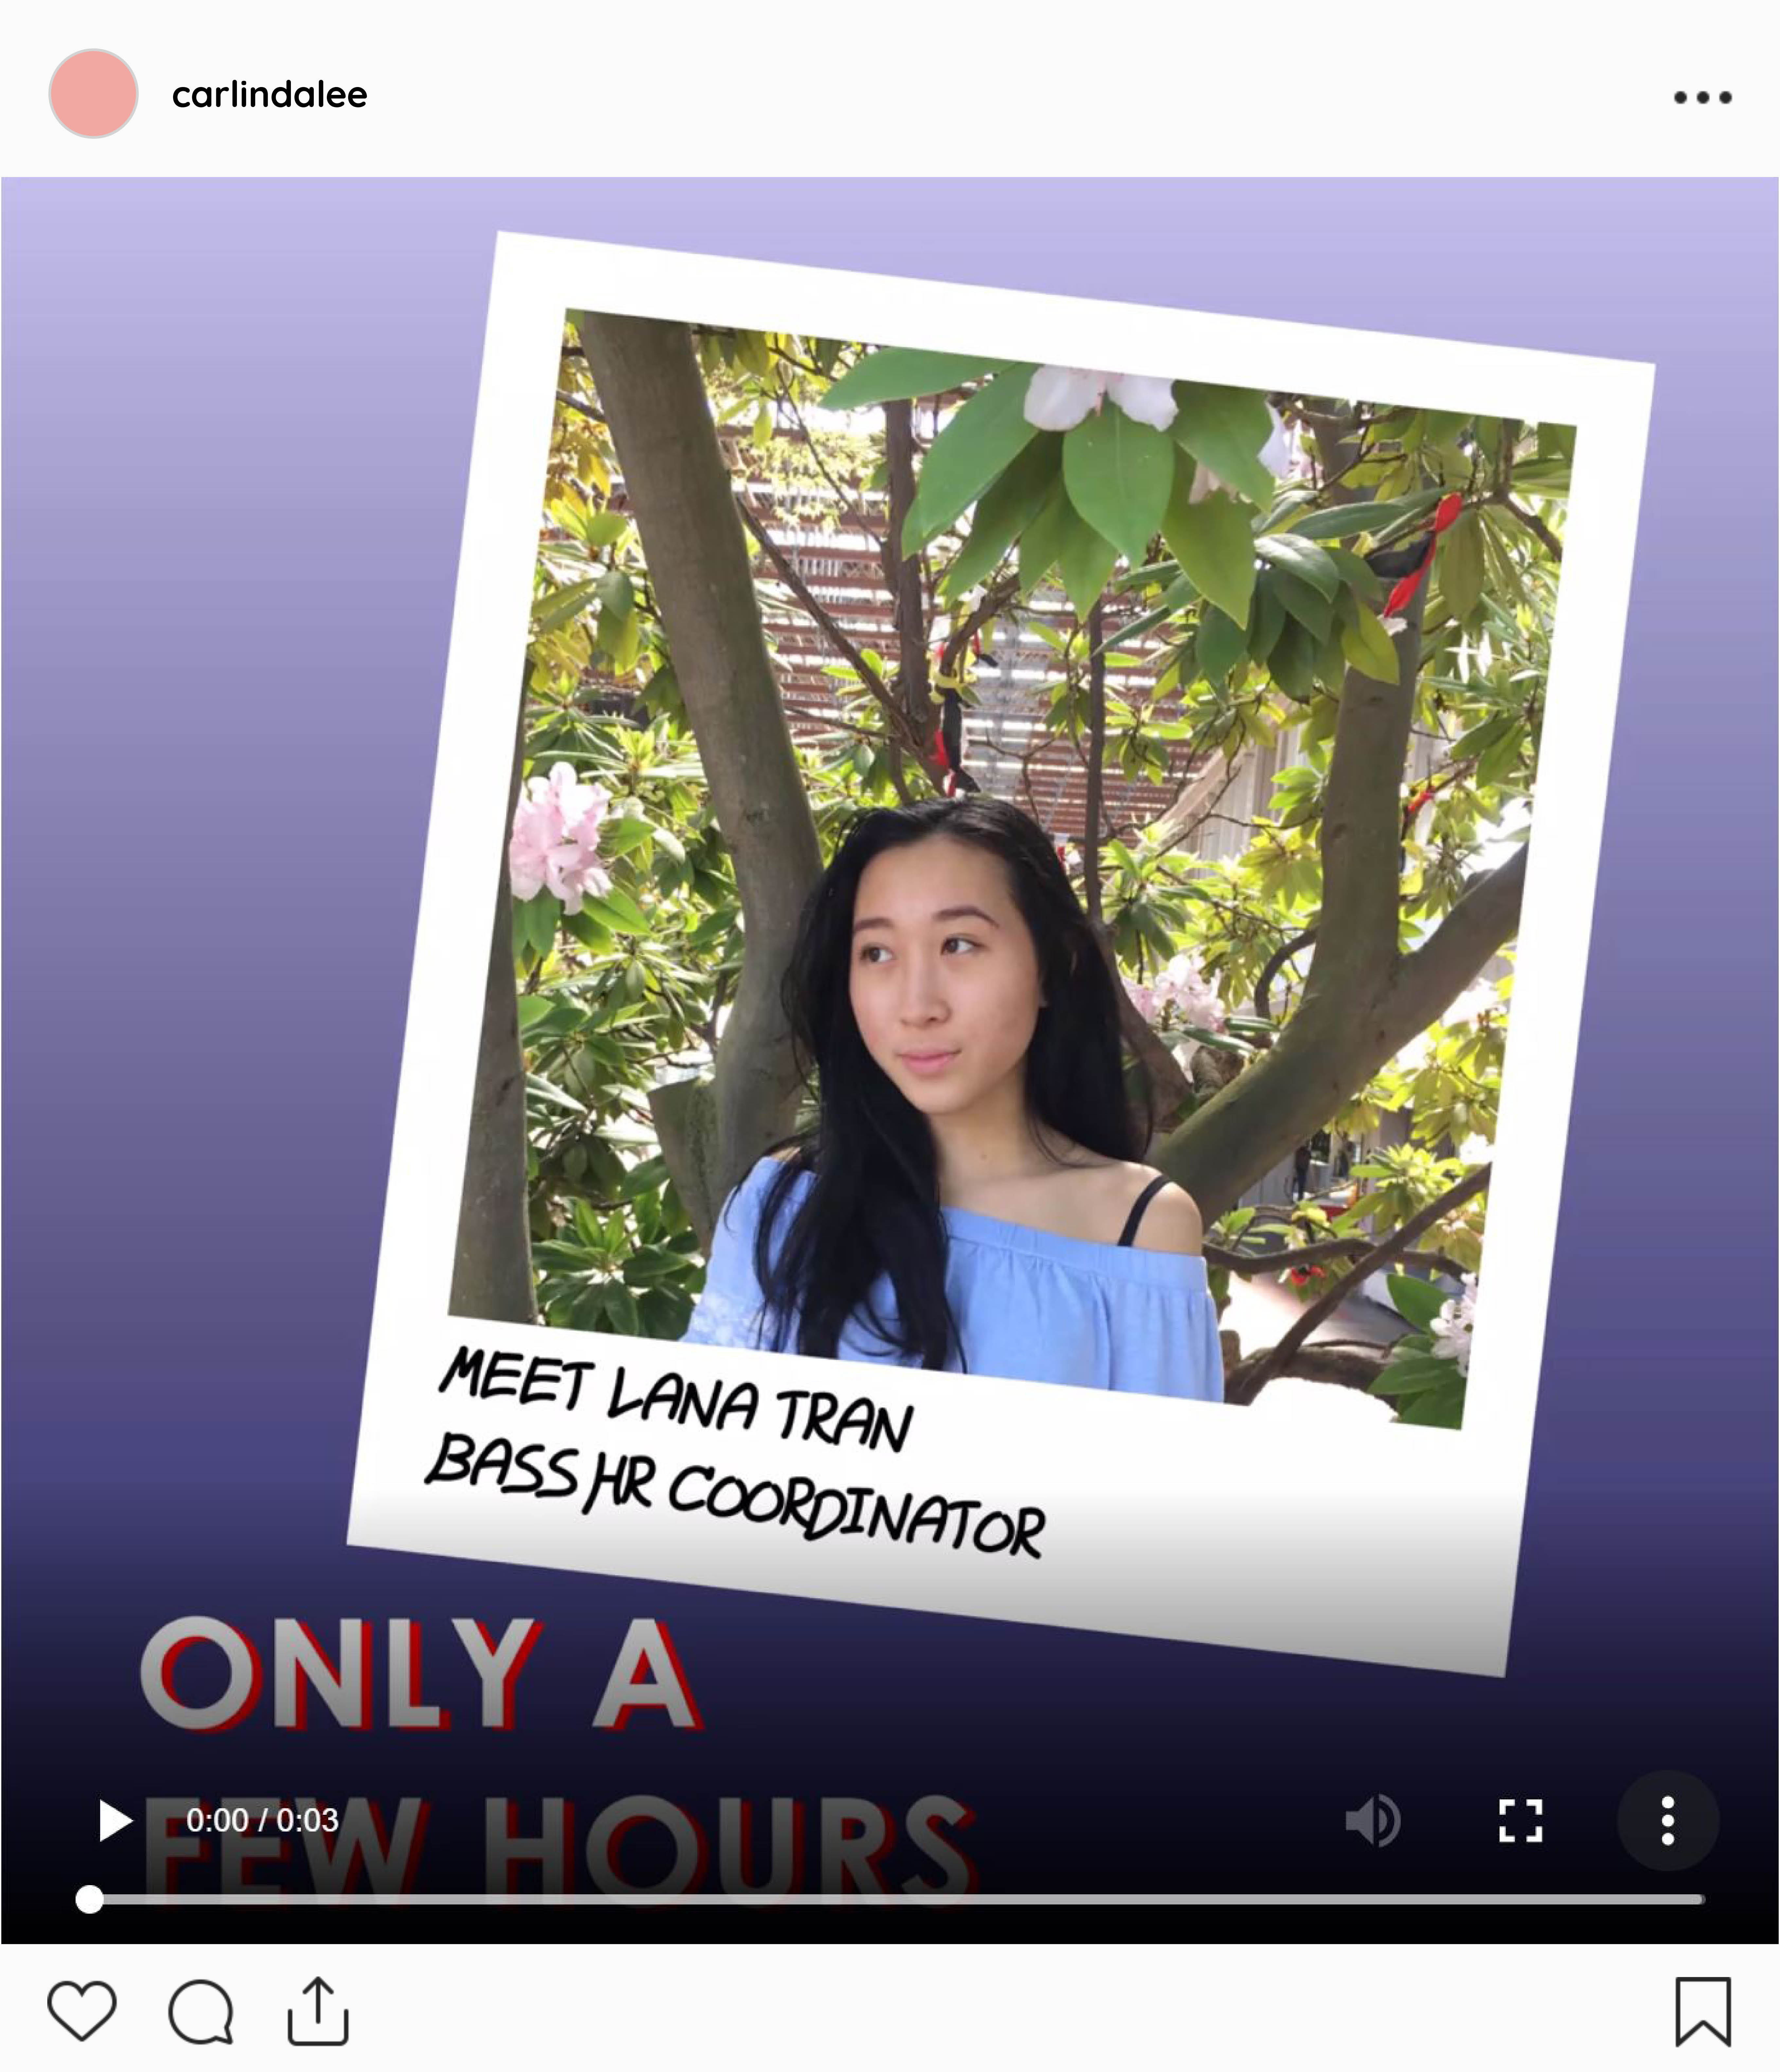 carlindalee
MEET LANA TRAN
BASS HR COORDINATOR
ONLY A
FEW HOURS
0:00 / 0:03